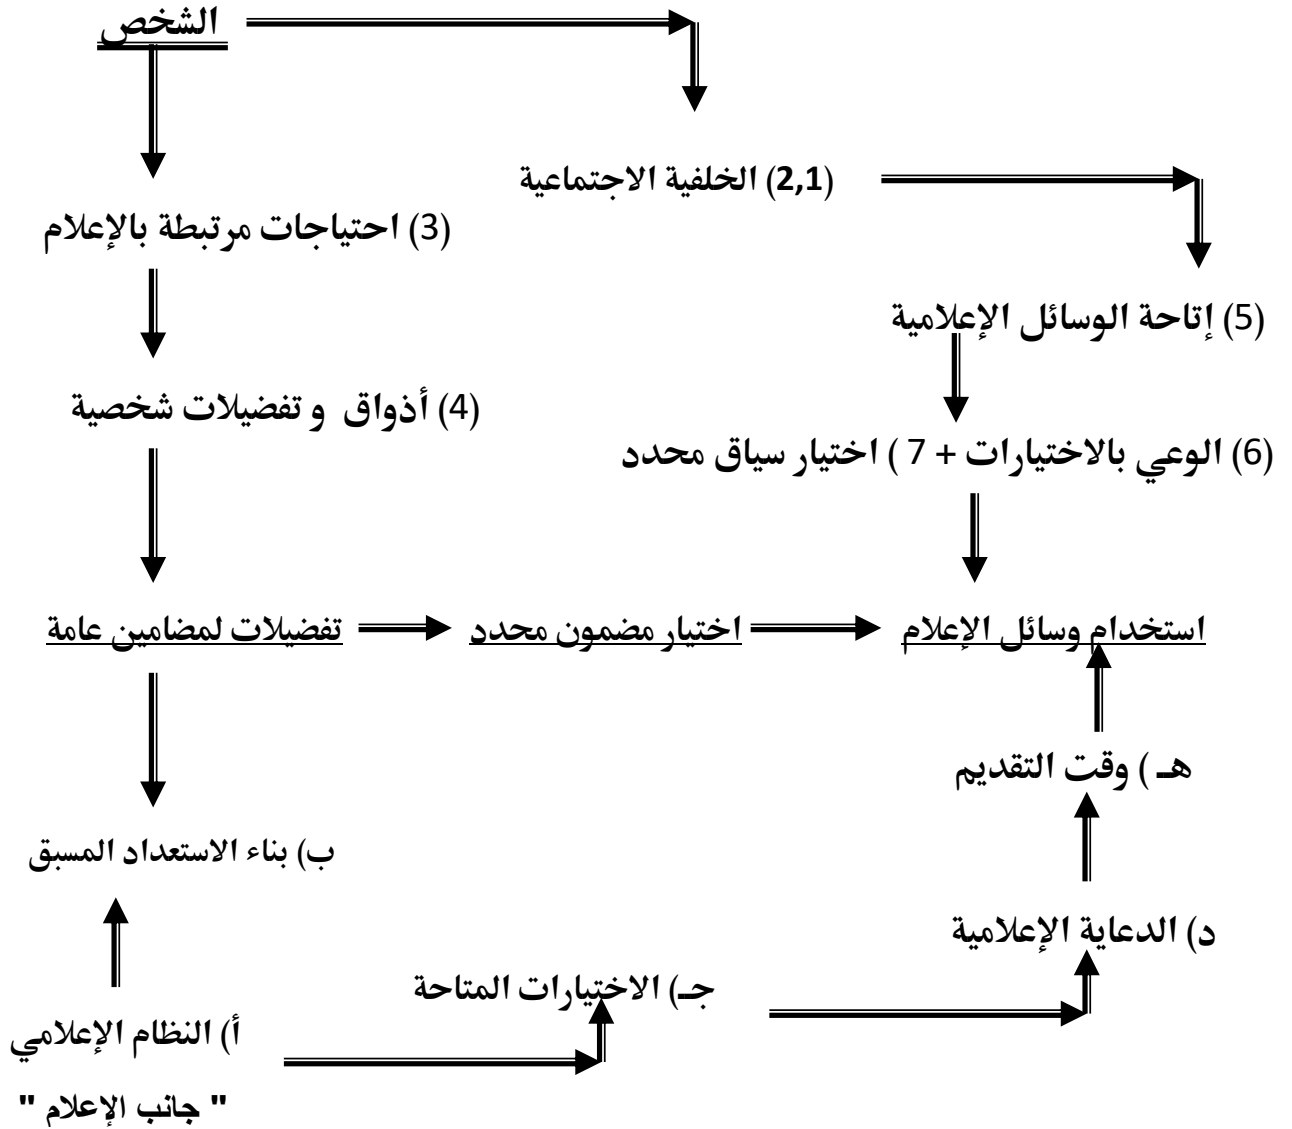 الشخص
(2,1) الخلفية الاجتماعية
(3) احتياجات مرتبطة بالإعلام
(5) إتاحة الوسائل الإعلامية
(4) أذواق و تفضيلات شخصية
(6) الوعي بالاختيارات + 7 ) اختيار سياق محدد
تفضيلات لمضامين عامة
اختيار مضمون محدد
استخدام وسائل الإعلام
هـ ) وقت التقديم
ب) بناء الاستعداد المسبق
د) الدعاية الإعلامية
جـ) الاختيارات المتاحة
أ) النظام الإعلامي
" جانب الإعلام "